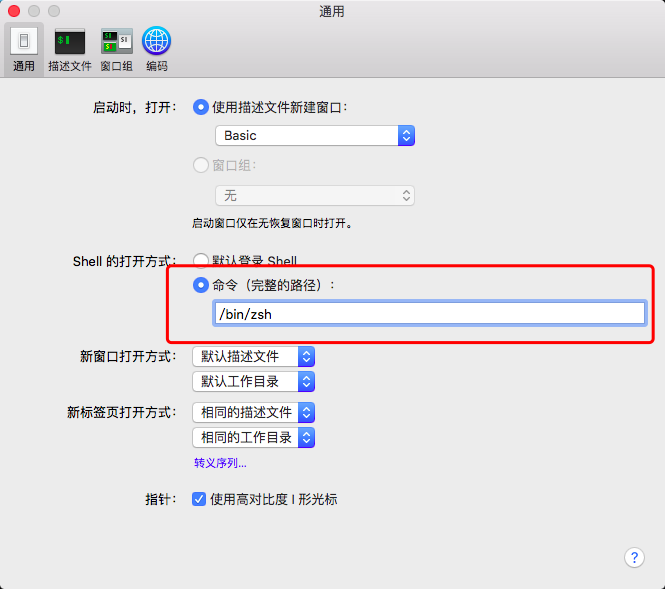 通用
通用 描述文件 窗口组 编码
启动时，打开： 使用描述文件新建窗口：
Basic
窗口组：
无
启动窗口仅在无恢复窗口时打开。
Shell 的打开方式： 默认登录 Shell
命令（完整的路径）：
/bin/zsh
新窗口打开方式： 默认描述文件
默认工作目录
新标签页打开方式： 相同的描述文件
相同的工作目录
转义序列...
指针： 使用高对比度 I 形光标
?